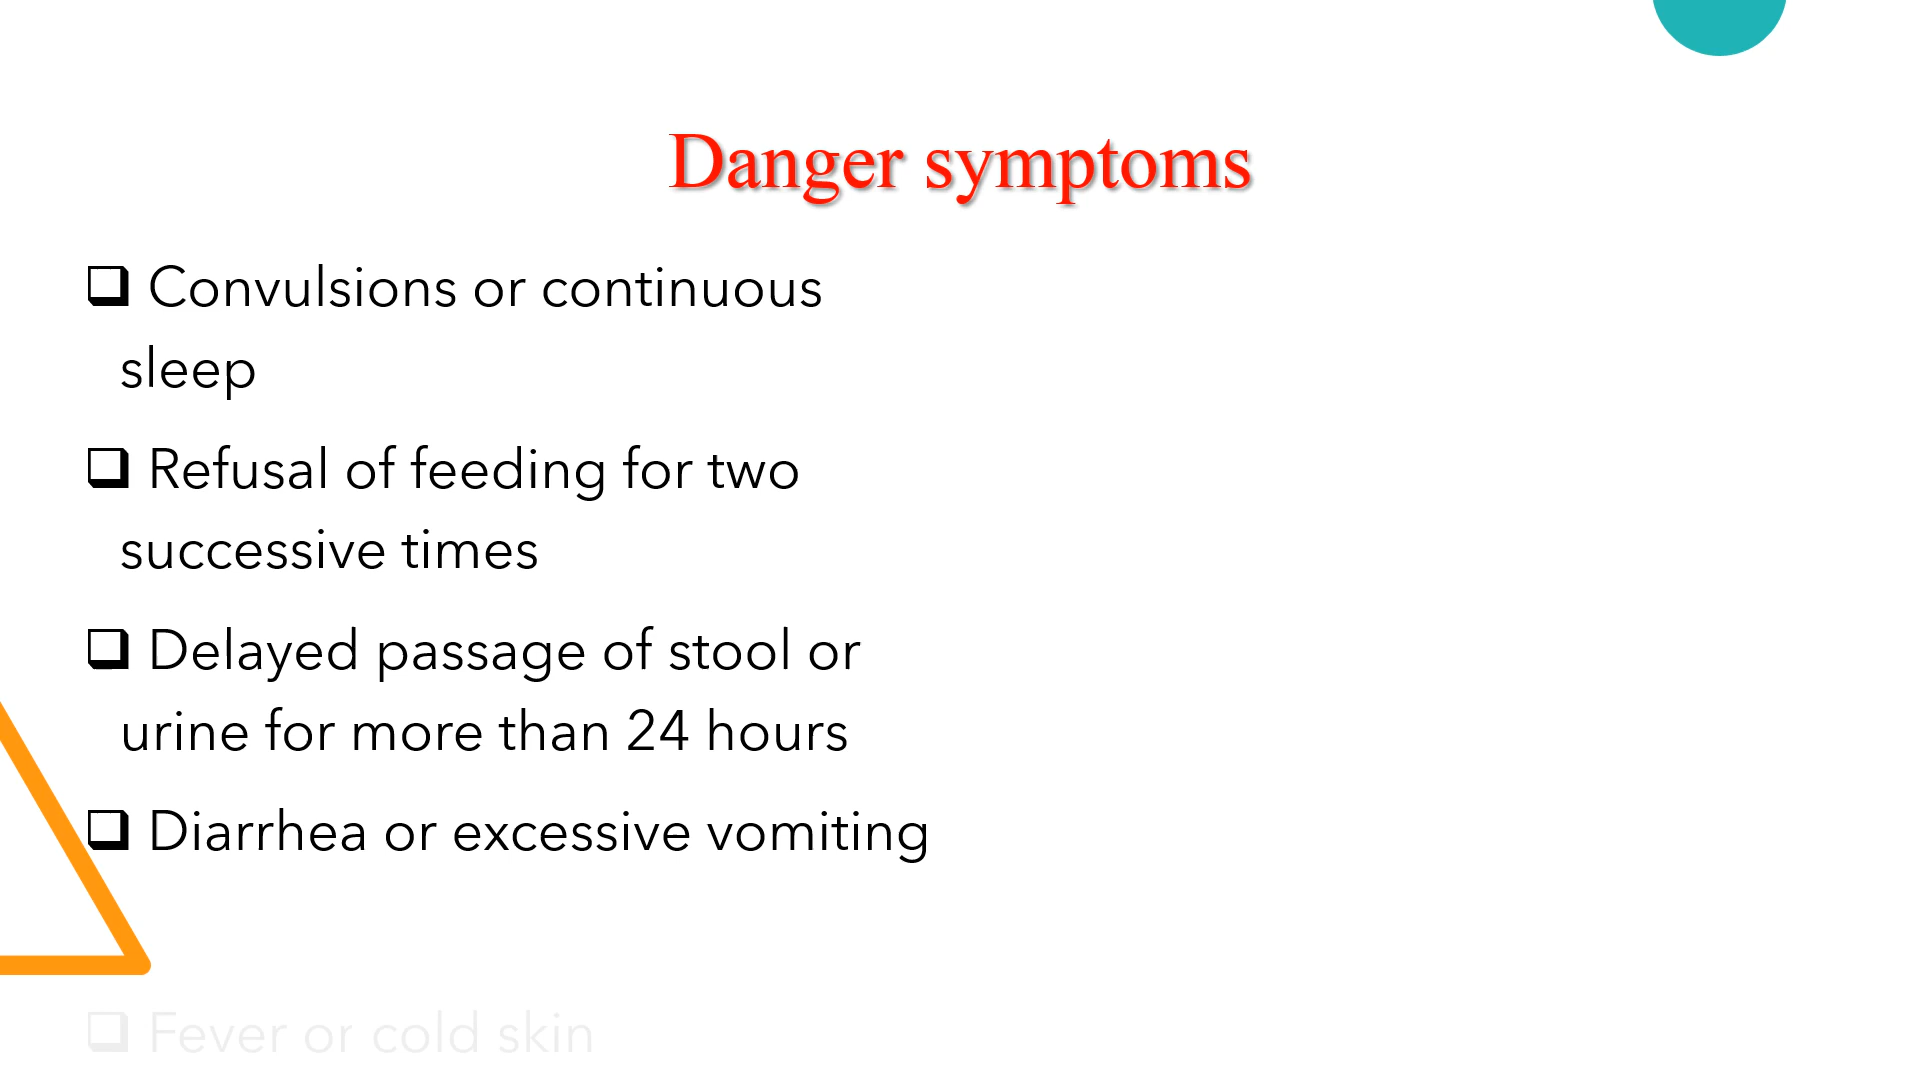 Danger symptoms
❑ Convulsions or continuous
sleep
❑ Refusal of feeding for two
successive times
❑ Delayed passage of stool or
urine for more than 24 hours
❑ Diarrhea or excessive vomiting
❑ Fever or cold skin